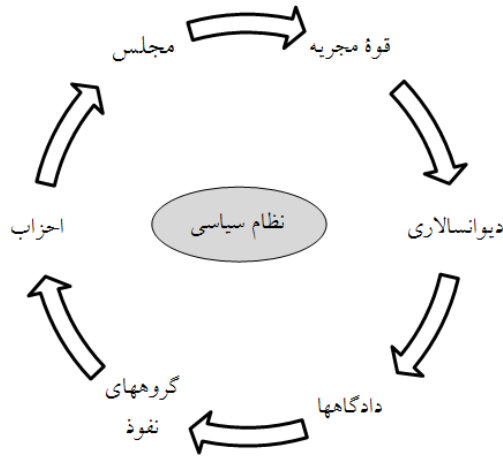 قوهٔ مجریه
مجلس
دیوانسالاری
نظام سیاسی
احزاب
دادگاهها
گروههای
نفوذ